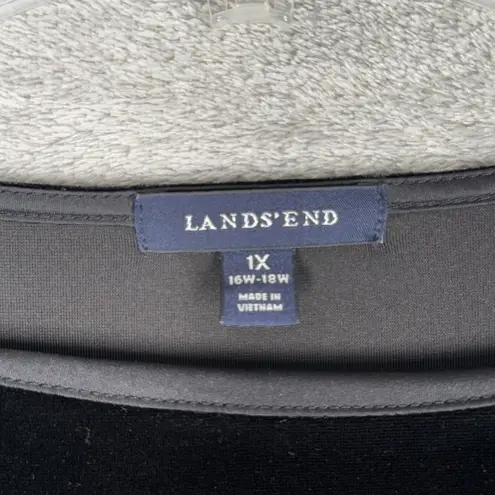 LANDS'END
1X
16W-18W
MADE IN
VIETNAM